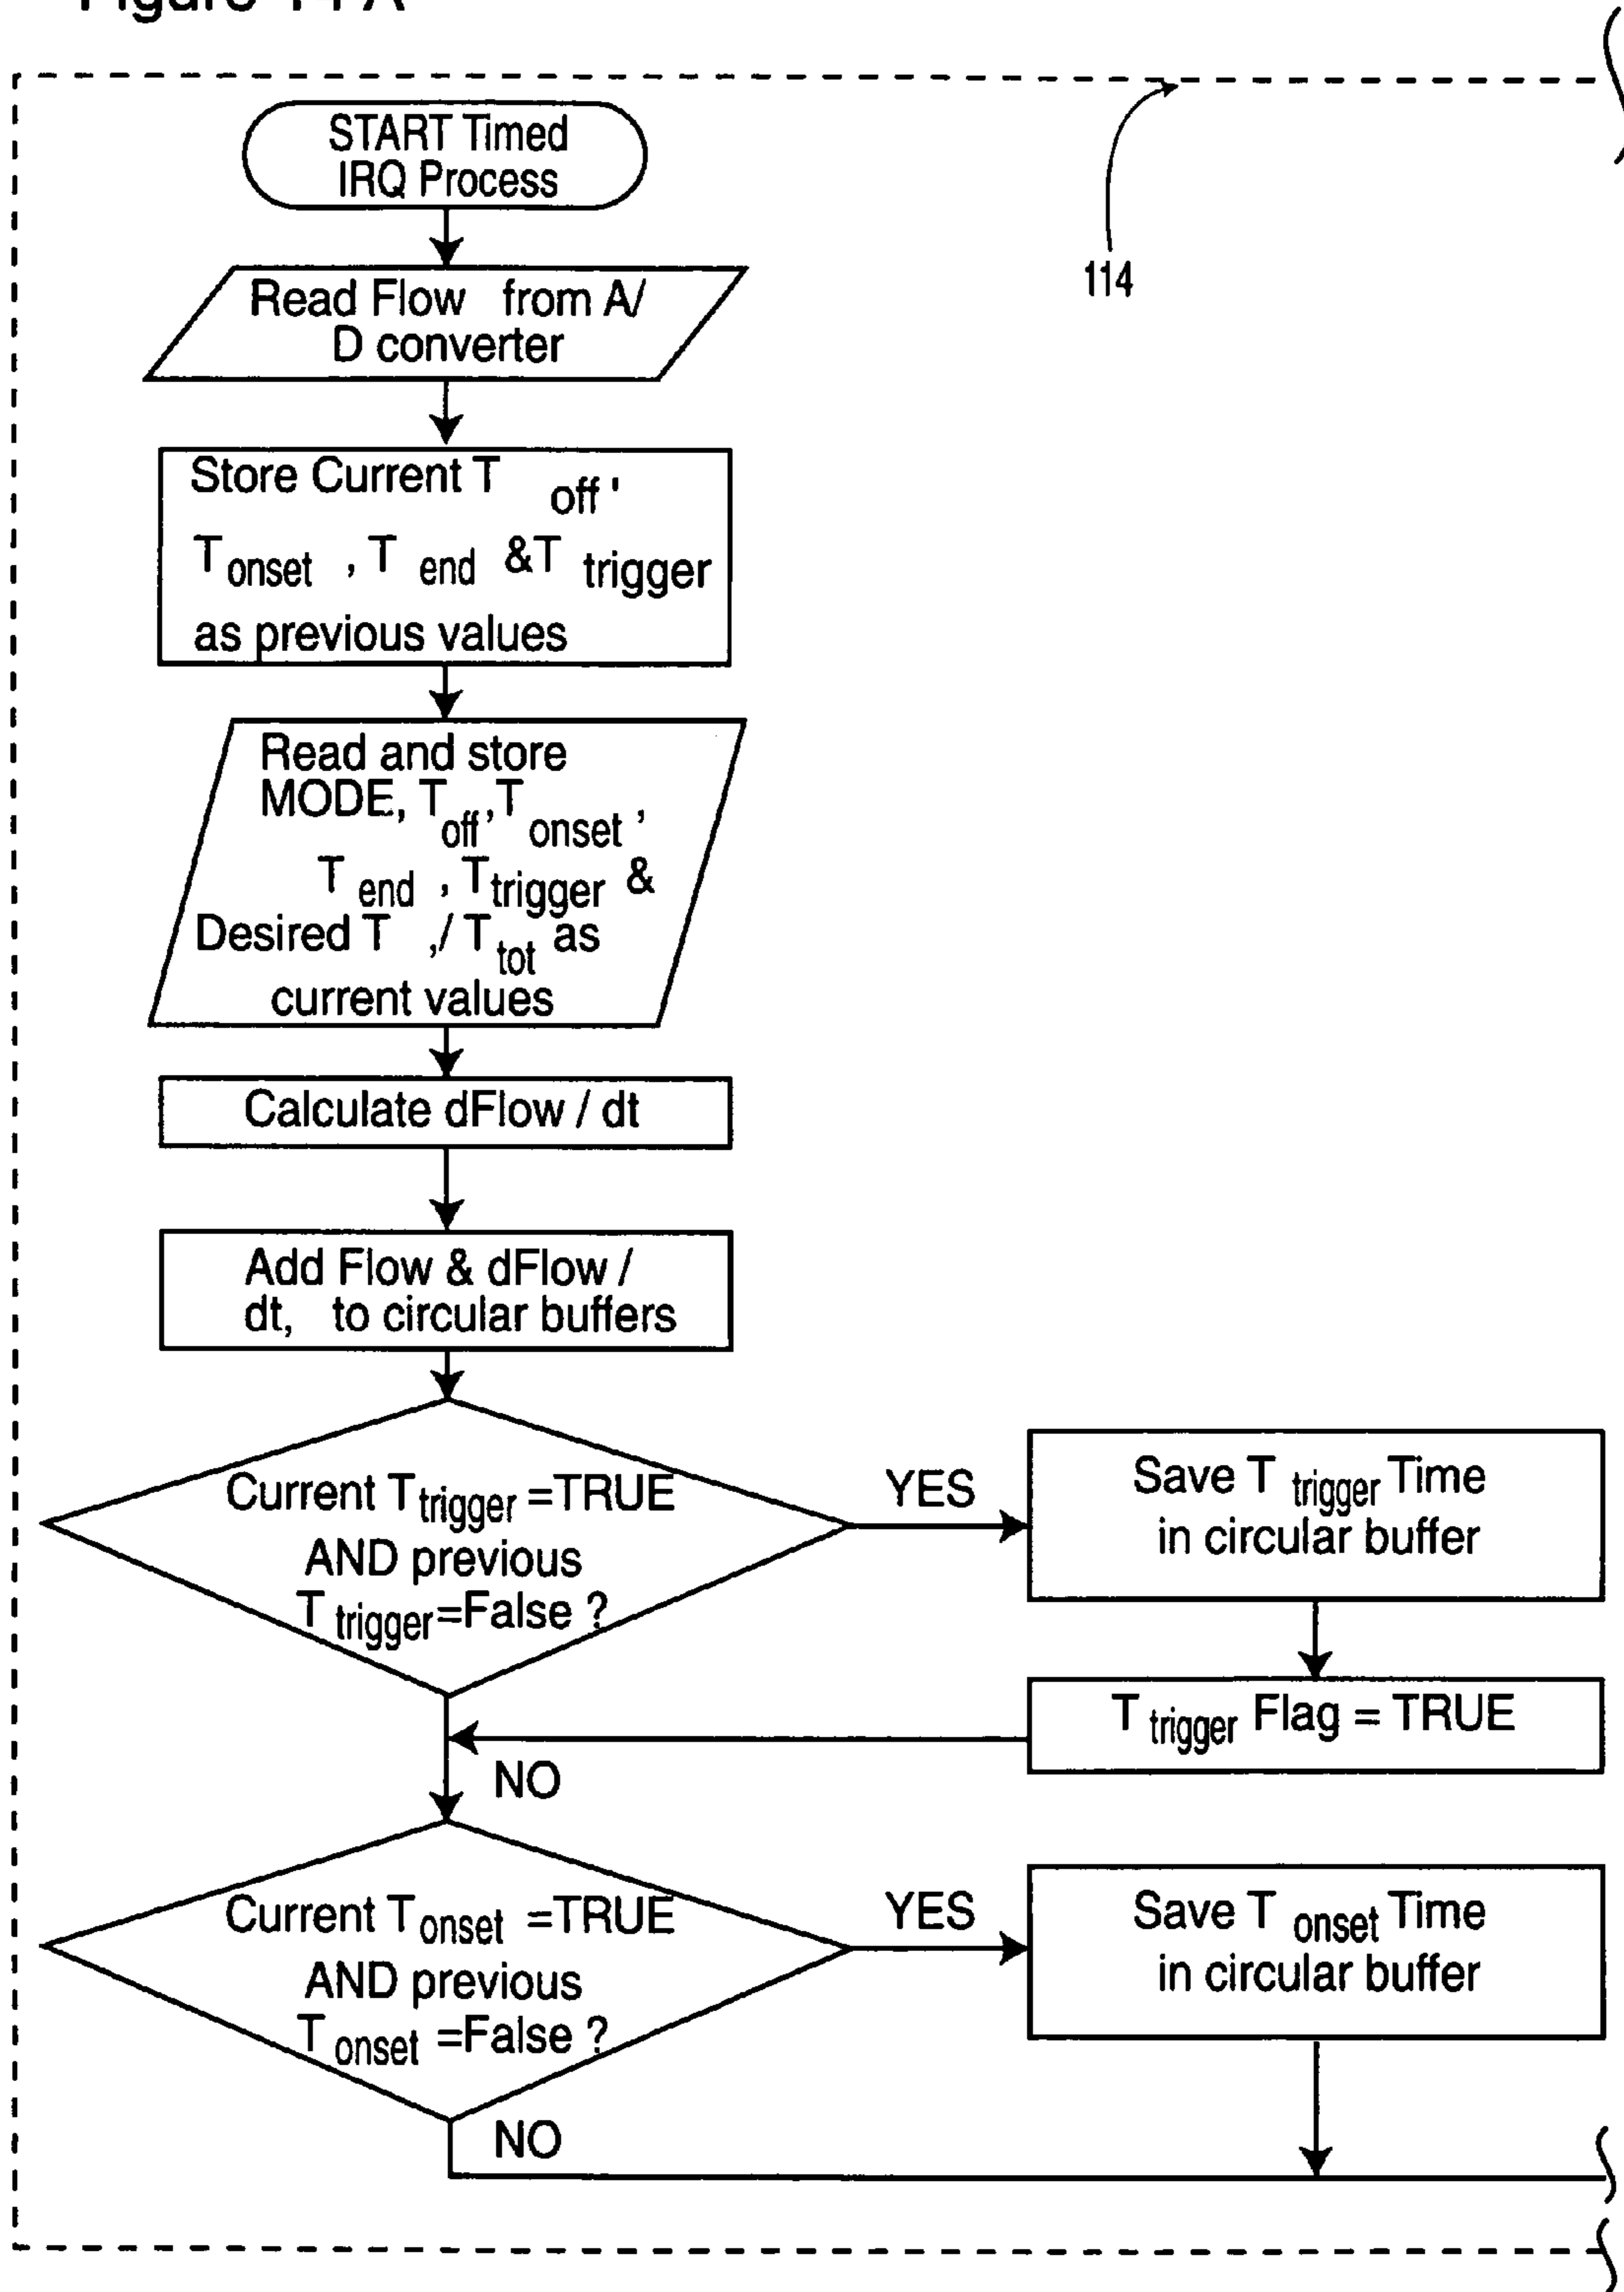 START Timed
IRQ Process
114
Read Flow from A/
D converter
Store Current T off,
T onset , T end &T trigger
as previous values
Read and store
MODE, T off, T onset ,
T end , T trigger &
Desired T ,/ T tot as
current values
Calculate dFlow / dt
Add Flow & dFlow /
dt, to circular buffers
Current T trigger =TRUE
AND previous
T trigger=False ?
YES
Save T trigger Time
in circular buffer
T trigger Flag = TRUE
NO
Current T onset =TRUE
AND previous
T onset =False ?
YES
Save T onset Time
in circular buffer
NO